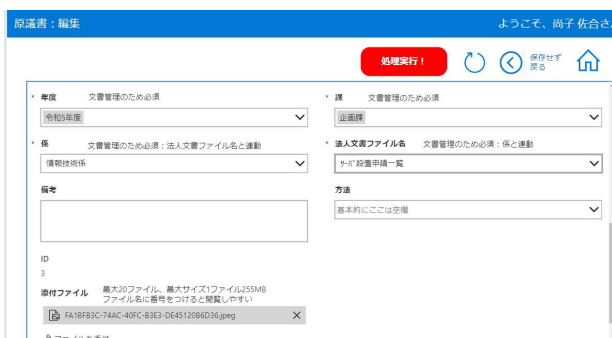 原議書：編集
ようこそ、尚子 佐合さ
処理実行！
保存せず
戻る
* 年度 文書管理のため必須
* 課 文書管理のため必須
令和5年度
企画課
* 係 文書管理のため必須：法人文書ファイル名と連動
* 法人文書ファイル名 文書管理のため必須：係と連動
情報技術係
サーバ設置申請一覧
備考
方法
基本的にここは空欄
ID
3
添付ファイル 最大20ファイル、最大サイズ1ファイル255MB
ファイル名に番号をつけると閲覧しやすい
FA1BFB3C-74AC-40FC-B3E3-DE45120B6D36.jpeg